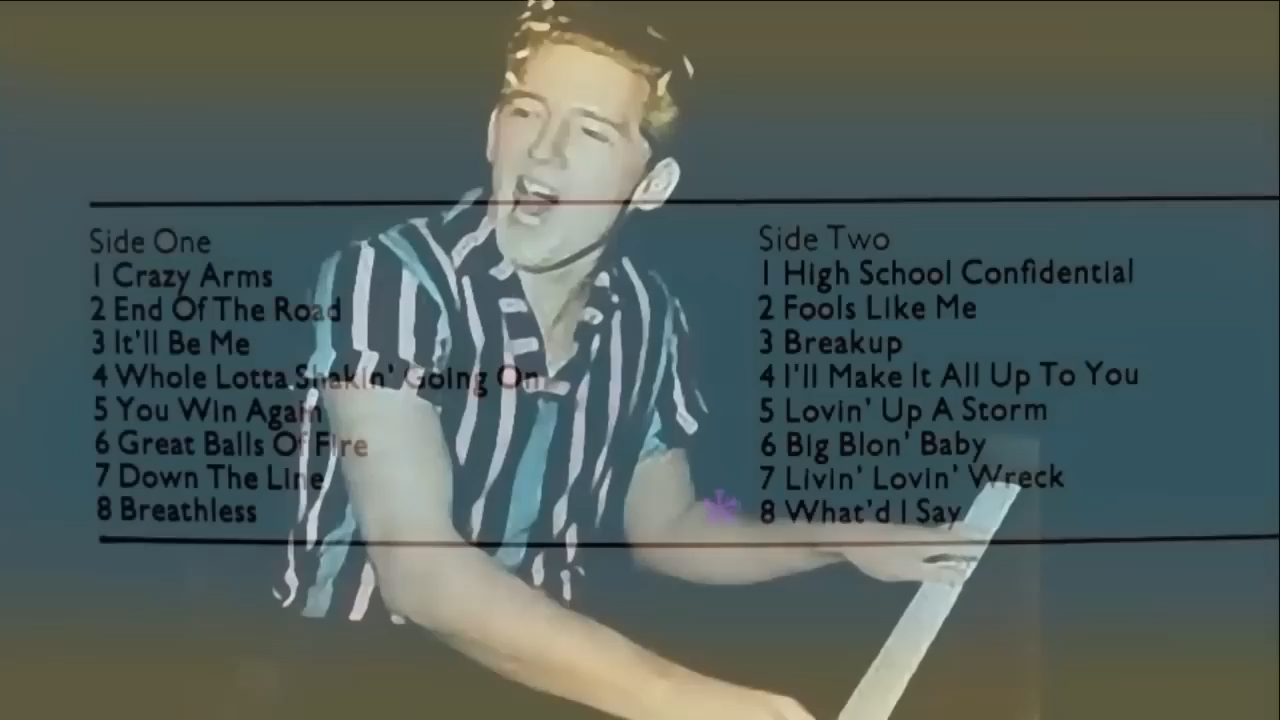 Side One
1 Crazy Arms
2 End Of The Road
3 It'll Be Me
4 Whole Lotta Shakin' Going On
5 You Win Again
6 Great Balls Of Fire
7 Down The Line
8 Breathless
Side Two
1 High School Confidential
2 Fools Like Me
3 Breakup
4 I'll Make It All Up To You
5 Lovin' Up A Storm
6 Big Blon' Baby
7 Livin' Lovin' Wreck
8 What'd I Say